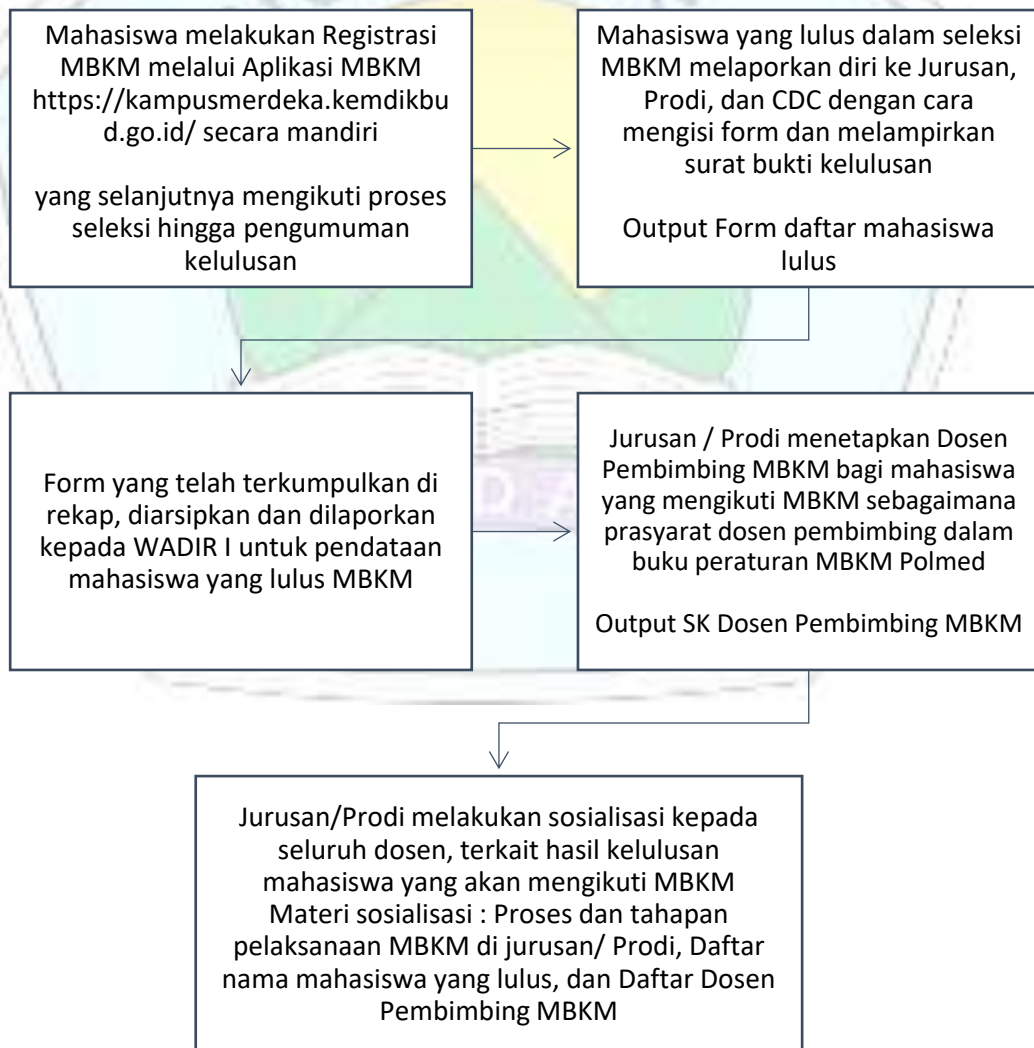 Mahasiswa melakukan Registrasi
MBKM melalui Aplikasi MBKM
https://kampusmerdeka.kemdikbu
d.go.id/ secara mandiri
yang selanjutnya mengikuti proses
seleksi hingga pengumuman
kelulusan
Mahasiswa yang lulus dalam seleksi
MBKM melaporkan diri ke Jurusan,
Prodi, dan CDC dengan cara
mengisi form dan melampirkan
surat bukti kelulusan
Output Form daftar mahasiswa
lulus
Form yang telah terkumpulkan di
rekap, diarsipkan dan dilaporkan
kepada WADIR I untuk pendataan
mahasiswa yang lulus MBKM
Jurusan / Prodi menetapkan Dosen
Pembimbing MBKM bagi mahasiswa
yang mengikuti MBKM sebagaimana
prasyarat dosen pembimbing dalam
buku peraturan MBKM Polmed
Output SK Dosen Pembimbing MBKM
Jurusan/Prodi melakukan sosialisasi kepada
seluruh dosen, terkait hasil kelulusan
mahasiswa yang akan mengikuti MBKM
Materi sosialisasi : Proses dan tahapan
pelaksanaan MBKM di jurusan/ Prodi, Daftar
nama mahasiswa yang lulus, dan Daftar Dosen
Pembimbing MBKM